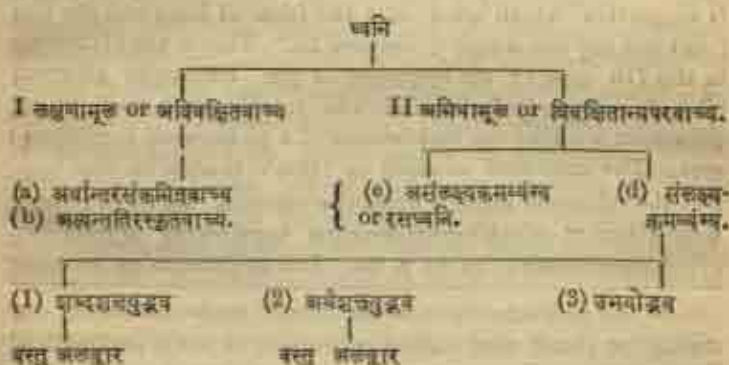 ध्वनि
I लक्षणामूल or अविवक्षितवाच्य II अभिधामूल or विवक्षितान्यपरवाच्य.
(a) अर्थान्तरसंक्रमितवाच्य { (c) असंलक्ष्यक्रमव्यंग्य (d) संलक्ष्य-
(b) अत्यन्ततिरस्कृतवाच्य. { or रसध्वनि. क्रमव्यंग्य.
(1) शब्दशक्त्युद्भव (2) अर्थशक्त्युद्भव (3) उभयोद्भव
वस्तु अलङ्कार वस्तु अलङ्कार